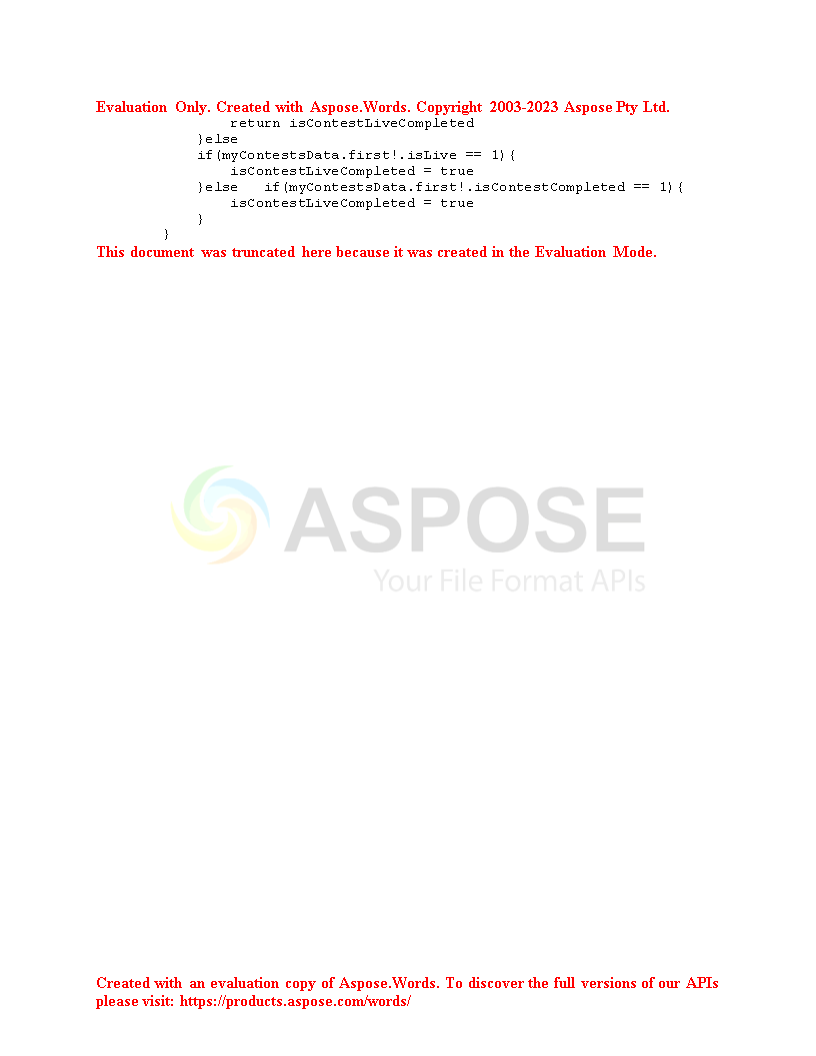 Evaluation Only. Created with Aspose.Words. Copyright 2003-2023 Aspose Pty Ltd.
            return isContestLiveCompleted
        }else
        if(myContestsData.first!.isLive == 1){
            isContestLiveCompleted = true
        }else   if(myContestsData.first!.isContestCompleted == 1){
            isContestLiveCompleted = true
        }
    }
This document was truncated here because it was created in the Evaluation Mode.
ASPOSE
Your File Format APIs
Created with an evaluation copy of Aspose.Words. To discover the full versions of our APIs
please visit: https://products.aspose.com/words/